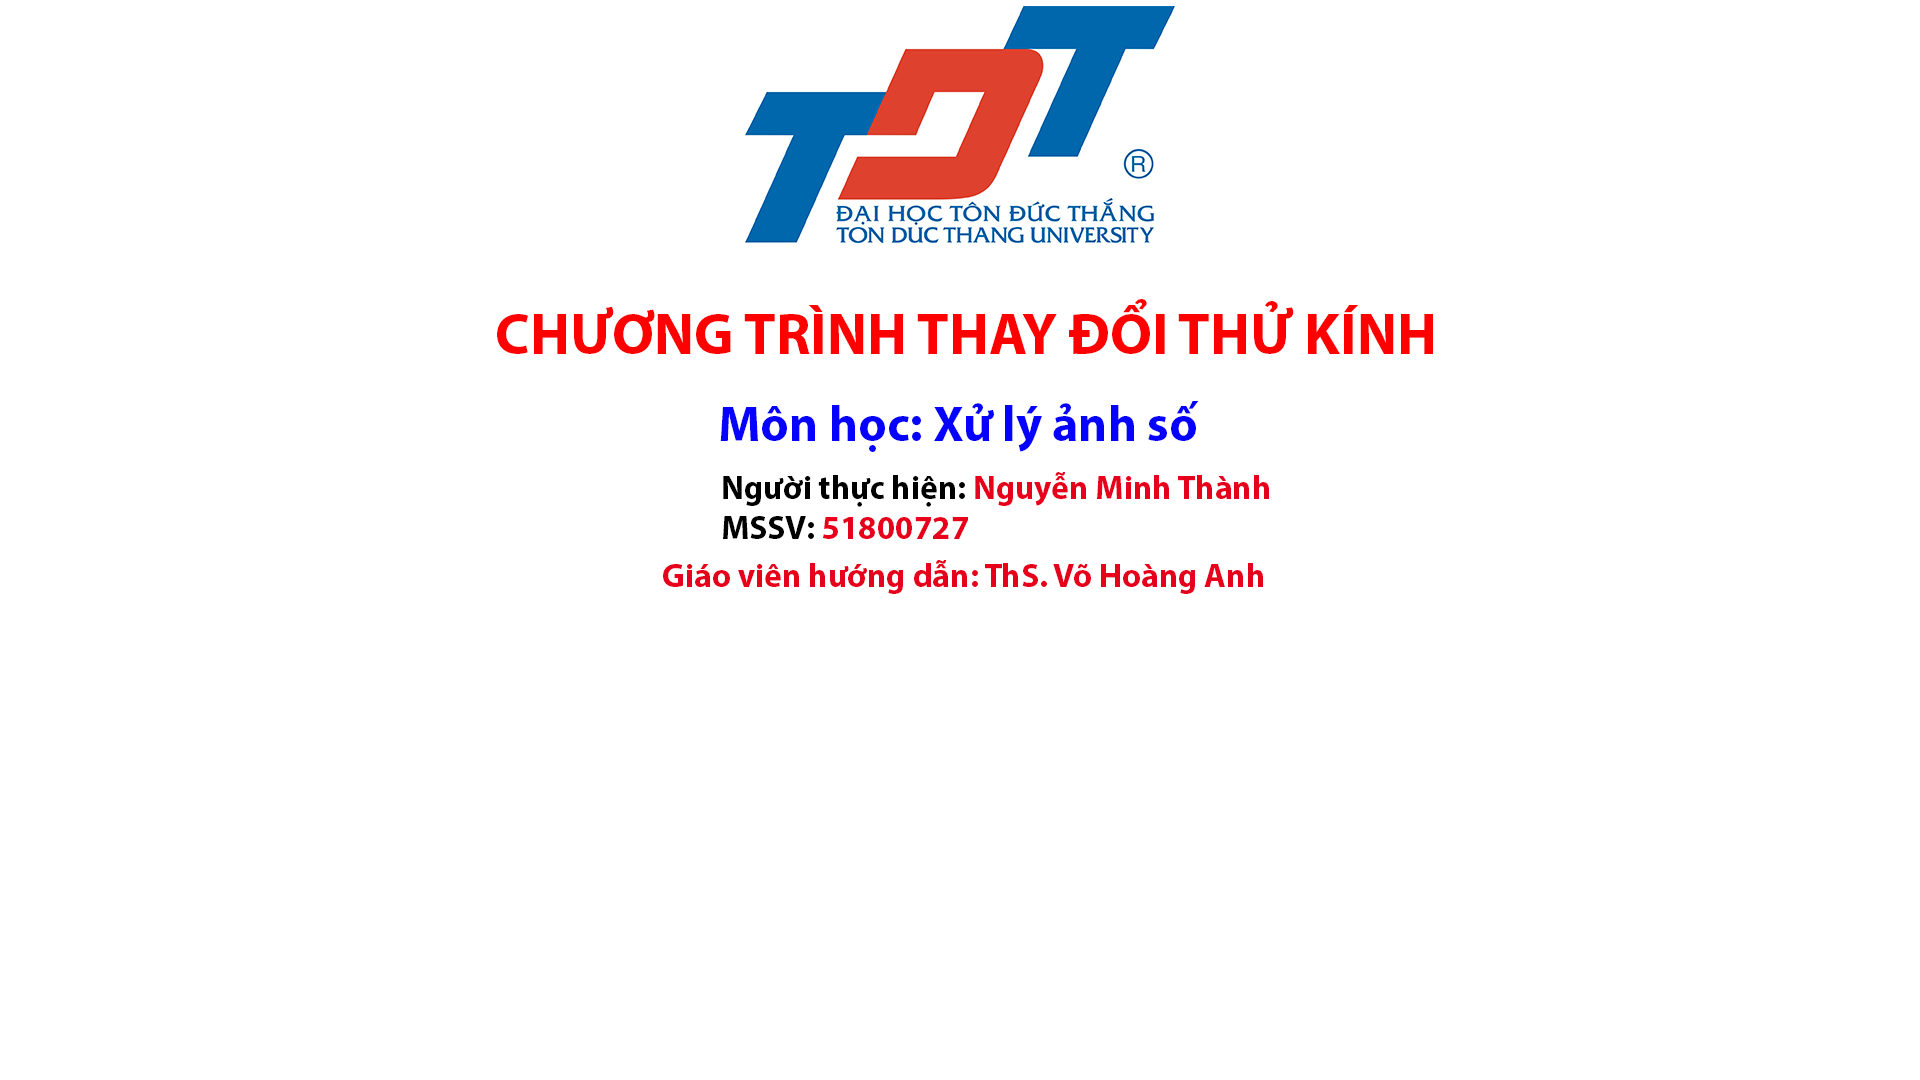 TDT
®
ĐẠI HỌC TÔN ĐỨC THẮNG
TON DUC THANG UNIVERSITY
CHƯƠNG TRÌNH THAY ĐỔI THỬ KÍNH
Môn học: Xử lý ảnh số
Người thực hiện: Nguyễn Minh Thành
MSSV: 51800727
Giáo viên hướng dẫn: ThS. Võ Hoàng Anh